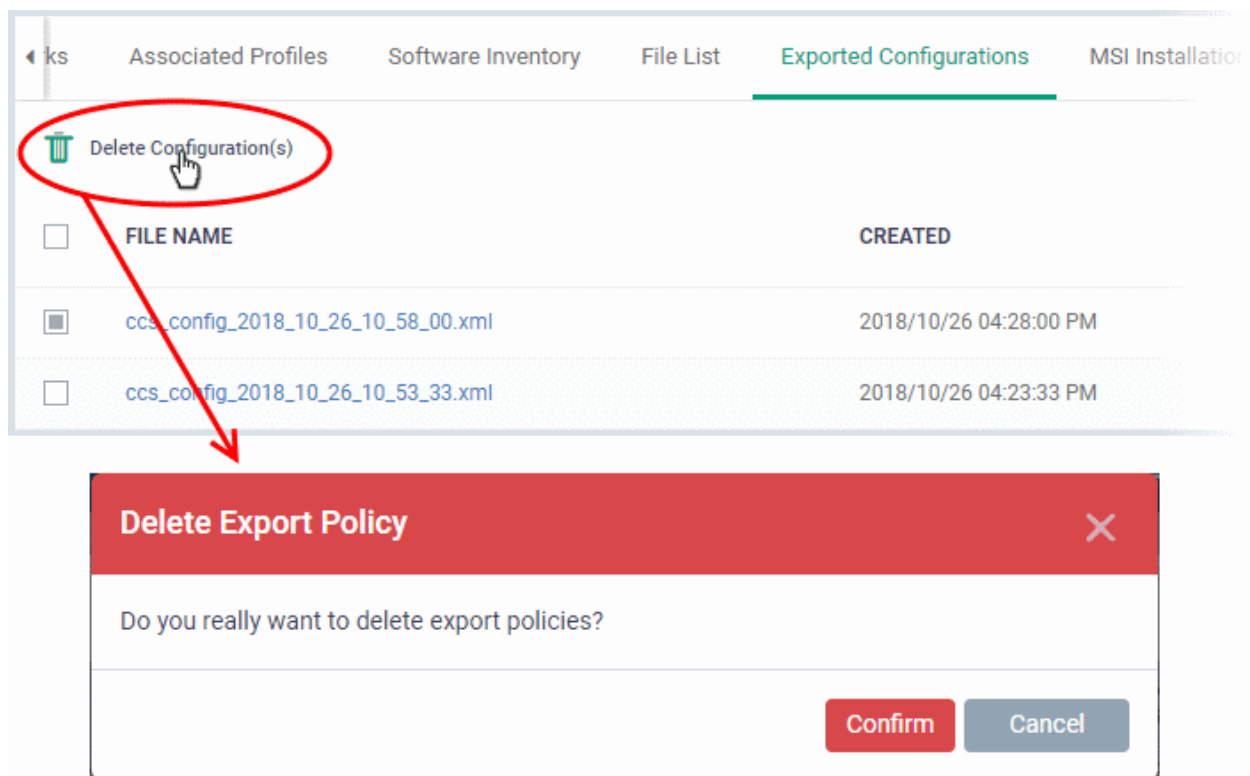 ks Associated Profiles Software Inventory File List Exported Configurations MSI Installation
Delete Configuration(s)
FILE NAME CREATED
ccs_config_2018_10_26_10_58_00.xml 2018/10/26 04:28:00 PM
ccs_config_2018_10_26_10_53_33.xml 2018/10/26 04:23:33 PM
Delete Export Policy
Do you really want to delete export policies?
Confirm Cancel